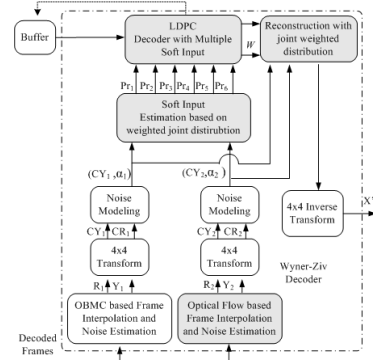 LDPC
Decoder with Multiple
Soft Input
Reconstruction with
joint weighted
distribution
Buffer
W
Pr1 Pr2 Pr3 Pr4 Pr5 Pr6
Soft Input
Estimation based on
weighted joint distirubtion
(CY1 ,α1)
(CY2,α2)
Noise
Modeling
Noise
Modeling
4x4 Inverse
Transform
X'
CY1 CR1
CY2 CR2
4x4
Transform
4x4
Transform
Wyner-Ziv
Decoder
R1 Y1
R2 Y2
OBMC based Frame
Interpolation and
Noise Estimation
Optical Flow based
Frame Interpolation
and Noise Estimation
Decoded
Frames